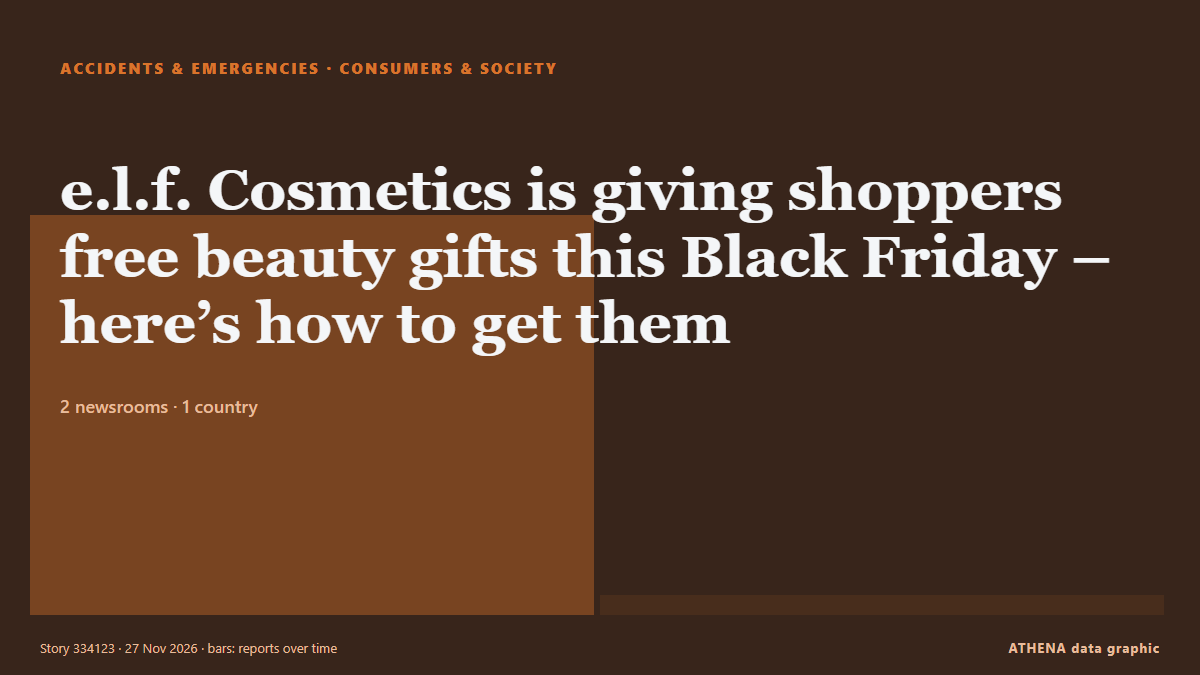 ACCIDENTS & EMERGENCIES · CONSUMERS & SOCIETY
e.l.f. Cosmetics is giving shoppers
free beauty gifts this Black Friday —
here’s how to get them
2 newsrooms · 1 country
Story 334123 · 27 Nov 2026 · bars: reports over time
ATHENA data graphic